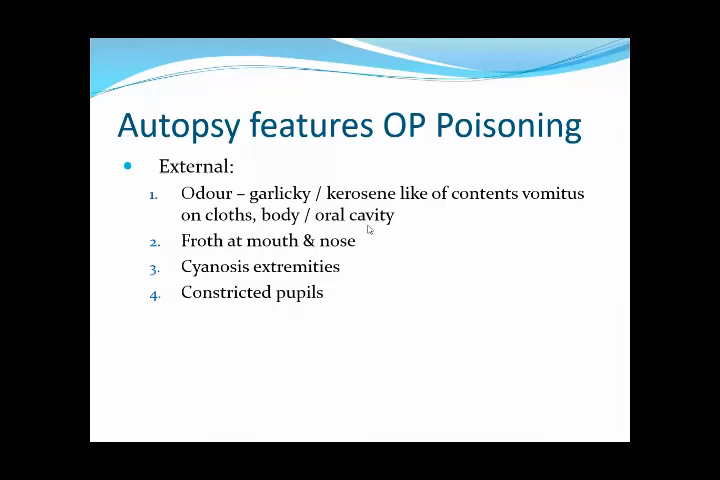 Autopsy features OP Poisoning
• External:
1. Odour – garlicky / kerosene like of contents vomitus
on cloths, body / oral cavity
2. Froth at mouth & nose
3. Cyanosis extremities
4. Constricted pupils